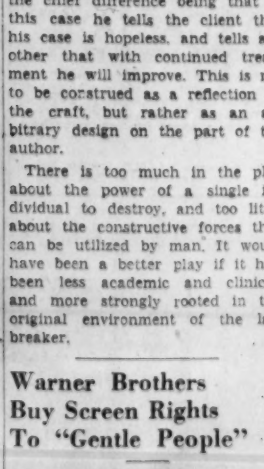 the chief difference being that
this case he tells the client th
his case is hopeless, and tells a
other that with continued trea
ment he will improve. This is n
to be construed as a reflection
the craft, but rather as an a
bitrary design on the part of t
author.
There is too much in the pl
about the power of a single i
dividual to destroy, and too litt
about the constructive forces th
can be utilized by man. It wou
have been a better play if it h
been less academic and clinic
and more strongly rooted in t
original environment of the l
breaker.
Warner Brothers
Buy Screen Rights
To "Gentle People"